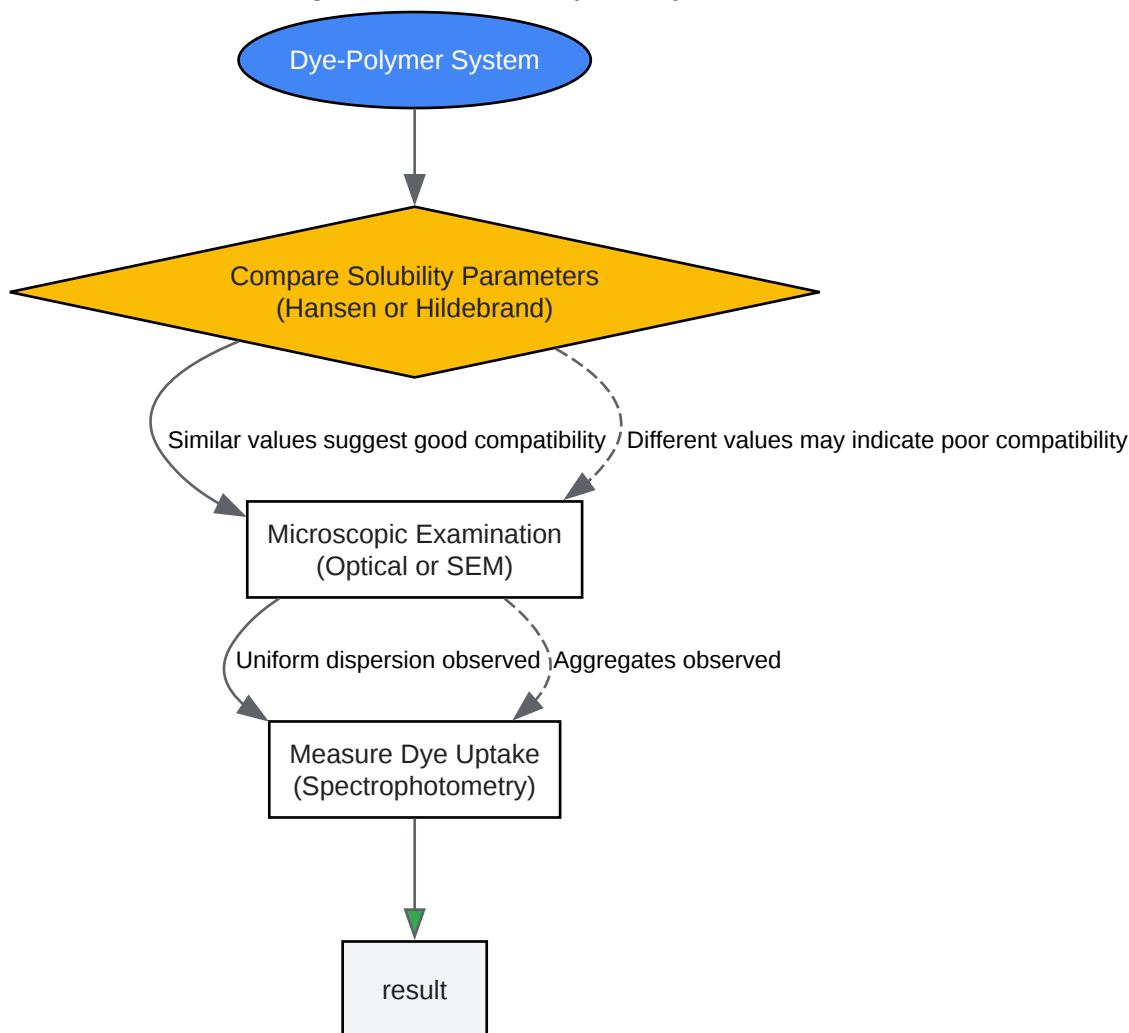 Dye-Polymer System
Compare Solubility Parameters
(Hansen or Hildebrand)
Similar values suggest good compatibility
Different values may indicate poor compatibility
Microscopic Examination
(Optical or SEM)
Uniform dispersion observed
Aggregates observed
Measure Dye Uptake
(Spectrophotometry)
result